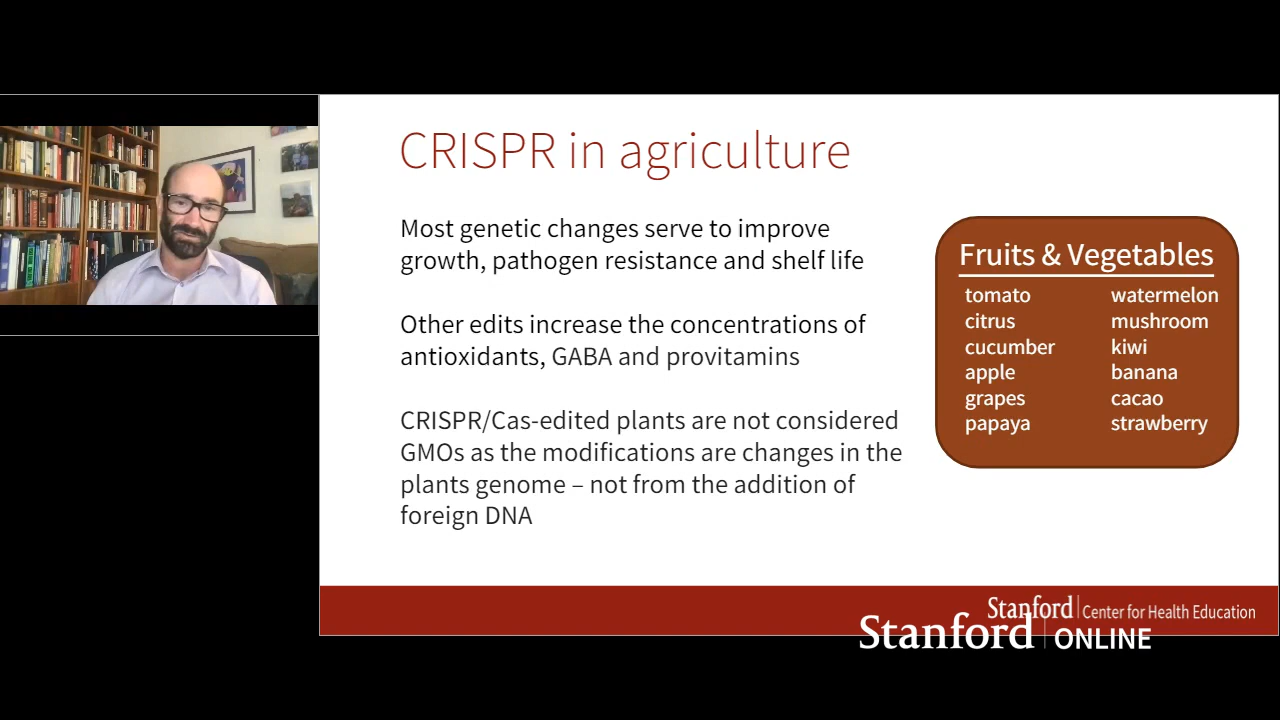 CRISPR in agriculture
Most genetic changes serve to improve
growth, pathogen resistance and shelf life
Other edits increase the concentrations of
antioxidants, GABA and provitamins
CRISPR/Cas-edited plants are not considered
GMOs as the modifications are changes in the
plants genome – not from the addition of
foreign DNA
Fruits & Vegetables
tomato watermelon
citrus mushroom
cucumber kiwi
apple banana
grapes cacao
papaya strawberry
Stanford Center for Health Education
Stanford ONLINE